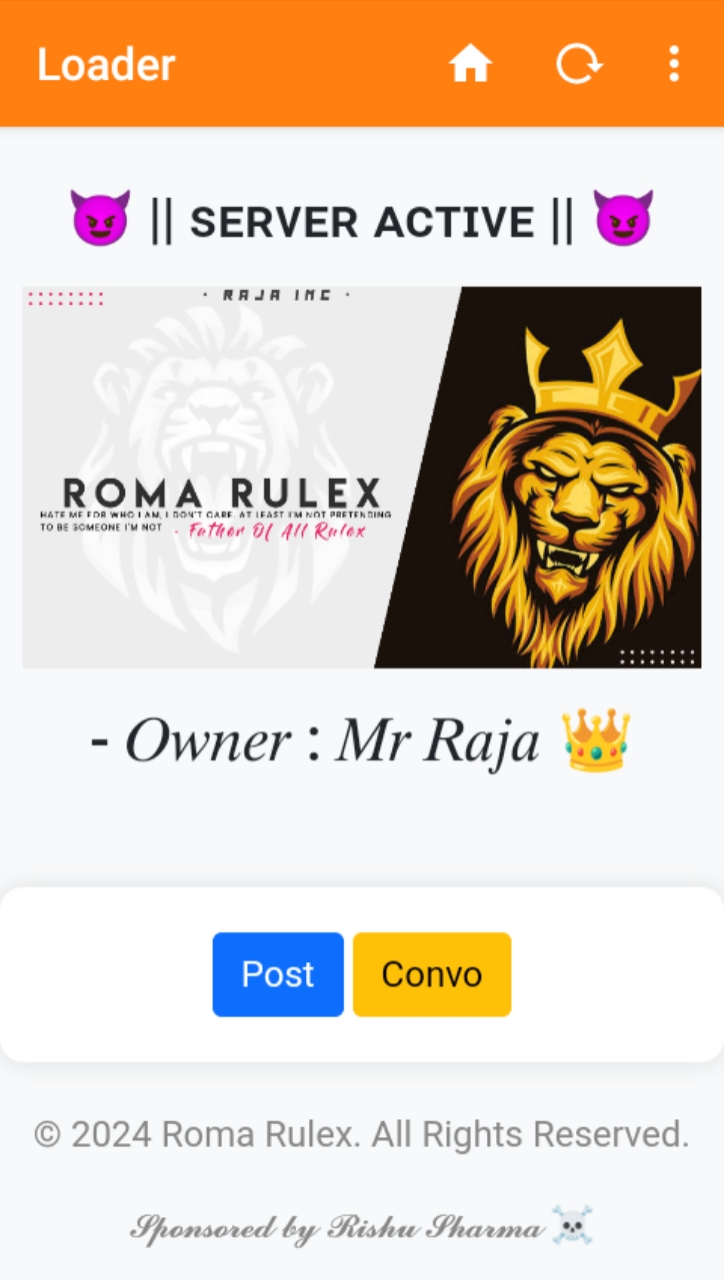 Loader
😈 || SERVER ACTIVE || 😈
· RAJA INC ·
ROMA RULEX
HATE ME FOR WHO I AM, I DON'T CARE. AT LEAST I'M NOT PRETENDING
TO BE SOMEONE I'M NOT - Father Of All Rulex
- Owner : Mr Raja 👑
Post Convo
© 2024 Roma Rulex. All Rights Reserved.
Sponsored by Rishu Sharma ☠️